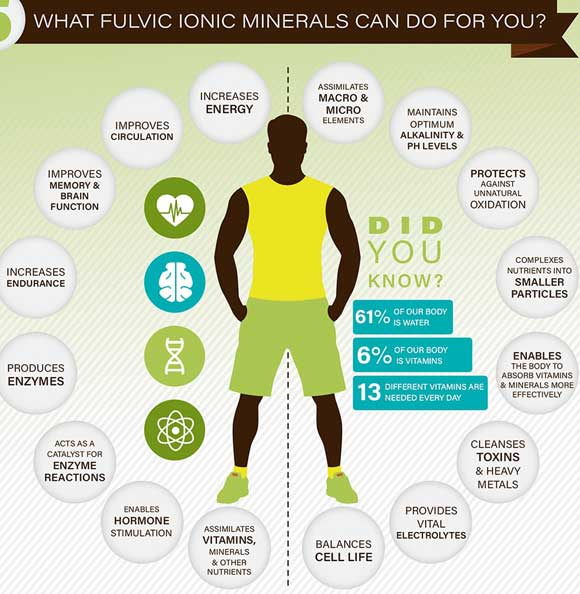 5
WHAT FULVIC IONIC MINERALS CAN DO FOR YOU?
INCREASES
ENERGY
ASSIMILATES
MACRO &
MICRO
ELEMENTS
IMPROVES
CIRCULATION
MAINTAINS
OPTIMUM
ALKALINITY &
PH LEVELS
IMPROVES
MEMORY &
BRAIN
FUNCTION
PROTECTS
AGAINST
UNNATURAL
OXIDATION
INCREASES
ENDURANCE
COMPLEXES
NUTRIENTS INTO
SMALLER
PARTICLES
DID
YOU
KNOW?
61% OF OUR BODY
IS WATER
6% OF OUR BODY
IS VITAMINS
13 DIFFERENT VITAMINS ARE
NEEDED EVERY DAY
PRODUCES
ENZYMES
ENABLES
THE BODY TO
ABSORB VITAMINS
& MINERALS MORE
EFFECTIVELY
ACTS AS A
CATALYST FOR
ENZYME
REACTIONS
CLEANSES
TOXINS
& HEAVY
METALS
ENABLES
HORMONE
STIMULATION
PROVIDES
VITAL
ELECTROLYTES
ASSIMILATES
VITAMINS,
MINERALS
& OTHER
NUTRIENTS
BALANCES
CELL LIFE